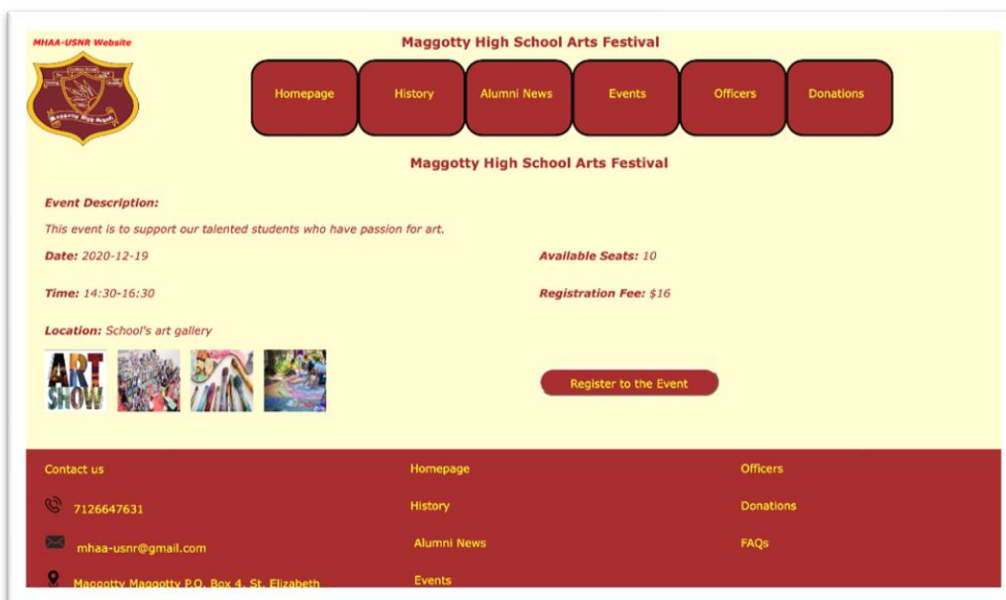 MHAA-USNR Website
Maggotty High School Arts Festival
Homepage
History
Alumni News
Events
Officers
Donations
Maggotty High School
Maggotty High School Arts Festival
Event Description:
This event is to support our talented students who have passion for art.
Date: 2020-12-19
Available Seats: 10
Time: 14:30-16:30
Registration Fee: $16
Location: School's art gallery
ART
SHOW
Register to the Event
Contact us
Homepage
Officers
7126647631
History
Donations
mhaa-usnr@gmail.com
Alumni News
FAQs
Maggotty Maggotty P.O. Box 4, St. Elizabeth
Events